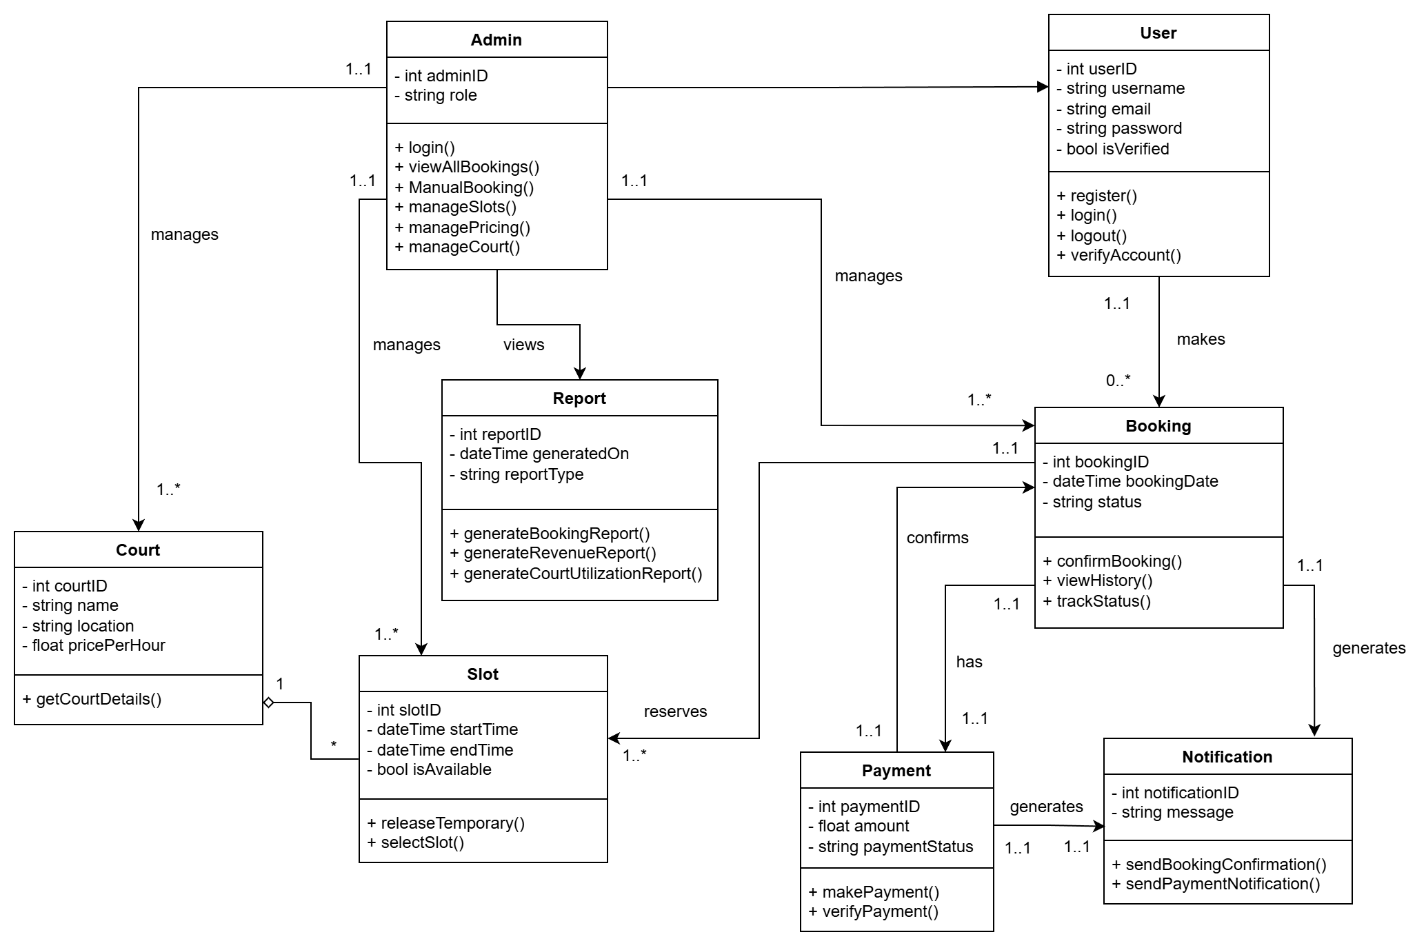 Admin
- int adminID
- string role
+ login()
+ viewAllBookings()
+ ManualBooking()
+ manageSlots()
+ managePricing()
+ manageCourt()
User
- int userID
- string username
- string email
- string password
- bool isVerified
+ register()
+ login()
+ logout()
+ verifyAccount()
1..1
1..1
1..1
manages
manages
manages
views
1..1
makes
0..*
1..*
1..*
1..*
Report
- int reportID
- dateTime generatedOn
- string reportType
+ generateBookingReport()
+ generateRevenueReport()
+ generateCourtUtilizationReport()
Booking
- int bookingID
- dateTime bookingDate
- string status
+ confirmBooking()
+ viewHistory()
+ trackStatus()
1..1
confirms
1..1
1..1
has
generates
Court
- int courtID
- string name
- string location
- float pricePerHour
+ getCourtDetails()
1
*
Slot
- int slotID
- dateTime startTime
- dateTime endTime
- bool isAvailable
+ releaseTemporary()
+ selectSlot()
reserves
1..*
1..1
1..1
Payment
- int paymentID
- float amount
- string paymentStatus
+ makePayment()
+ verifyPayment()
generates
1..1
1..1
Notification
- int notificationID
- string message
+ sendBookingConfirmation()
+ sendPaymentNotification()